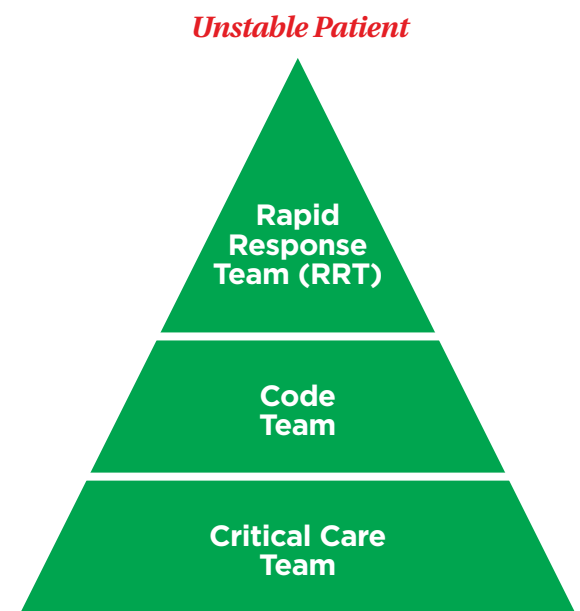 Unstable Patient
Rapid
Response
Team (RRT)
Code
Team
Critical Care
Team